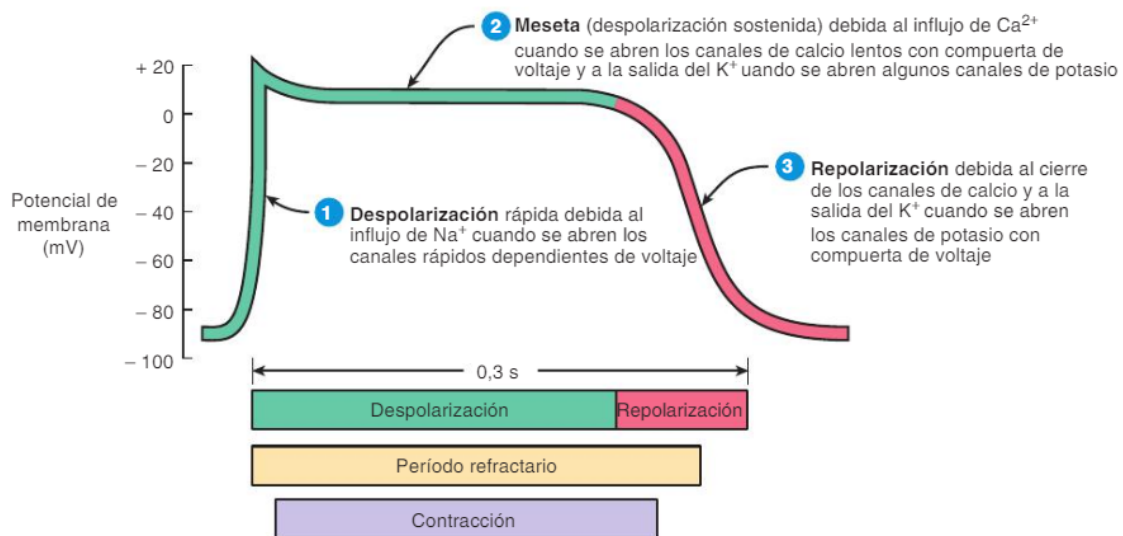 2 Meseta (despolarización sostenida) debida al influjo de Ca²⁺
cuando se abren los canales de calcio lentos con compuerta de
voltaje y a la salida del K⁺ uando se abren algunos canales de potasio
+ 20
0
– 20
– 40
– 60
– 80
– 100
Potencial de
membrana
(mV)
1 Despolarización rápida debida al
influjo de Na⁺ cuando se abren los
canales rápidos dependientes de voltaje
3 Repolarización debida al cierre
de los canales de calcio y a la
salida del K⁺ cuando se abren
los canales de potasio con
compuerta de voltaje
0,3 s
Despolarización
Repolarización
Período refractario
Contracción